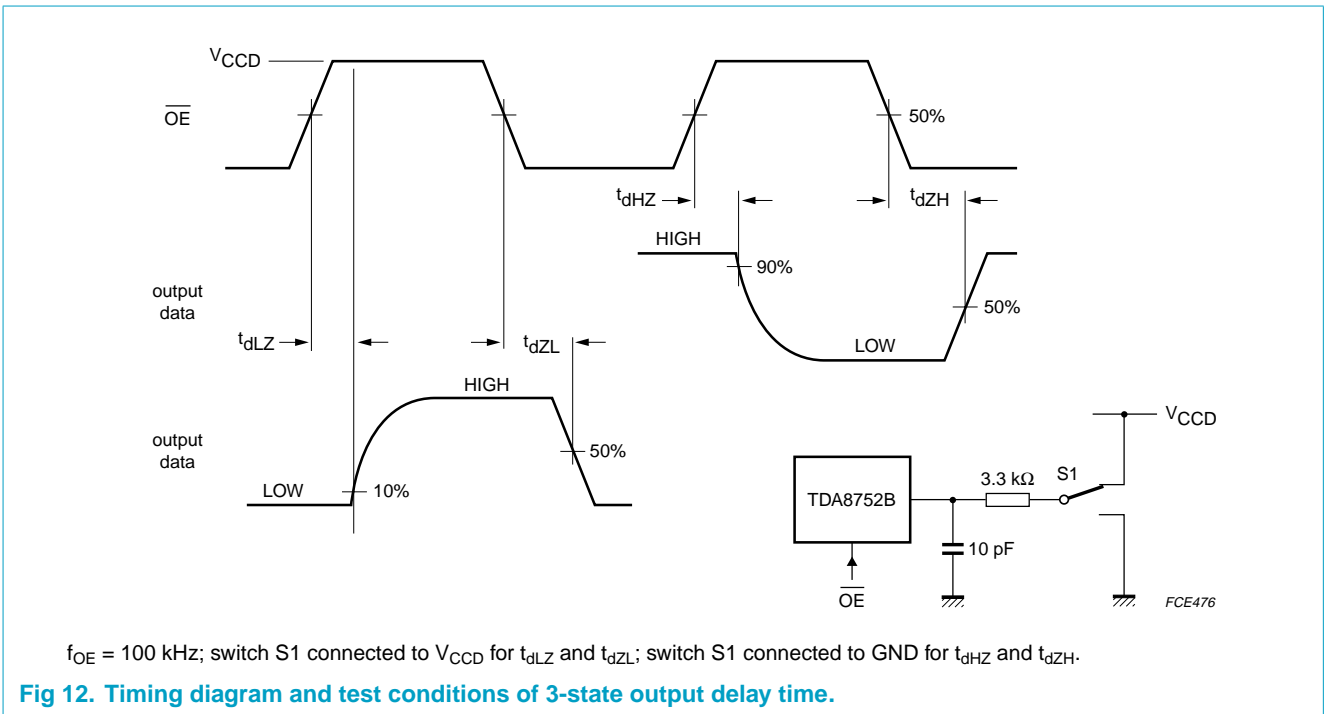 VCCD
OE
50%
tdHZ
tdZH
HIGH
90%
output
data
50%
tdLZ
tdZL
LOW
HIGH
VCCD
output
data
50%
3.3 kΩ
S1
LOW
10%
TDA8752B
10 pF
OE
FCE476
fOE = 100 kHz; switch S1 connected to VCCD for tdLZ and tdZL; switch S1 connected to GND for tdHZ and tdZH.
Fig 12. Timing diagram and test conditions of 3-state output delay time.